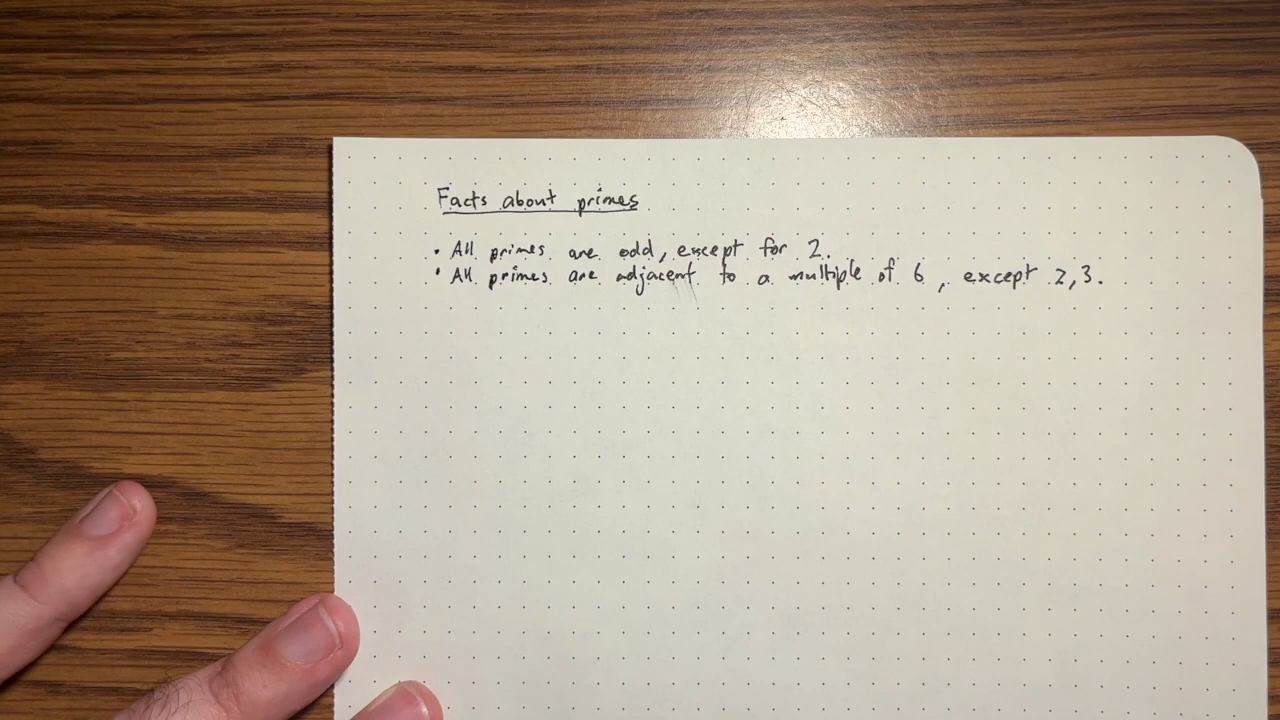 Facts about primes
• All primes are odd, except for 2.
• All primes are adjacent to a multiple of 6, except 2,3.